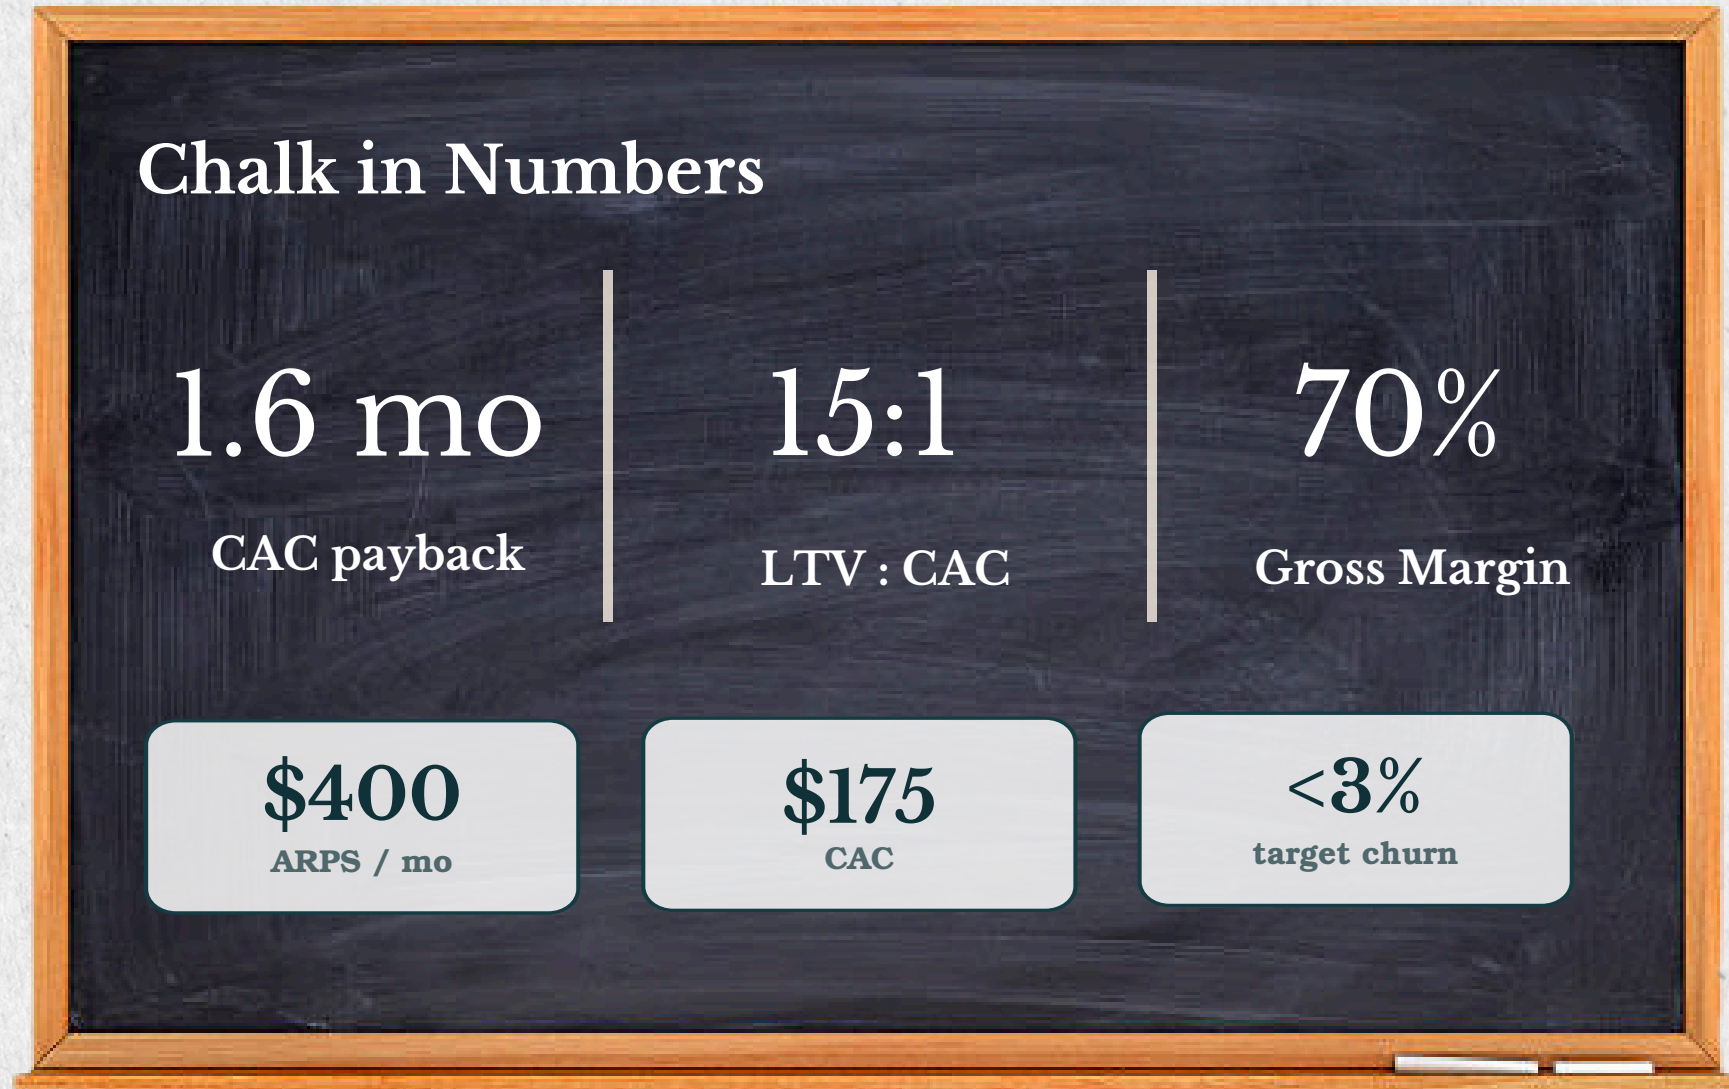 Chalk in Numbers
1.6 mo
CAC payback
15:1
LTV : CAC
70%
Gross Margin
$400
ARPS / mo
$175
CAC
<3%
target churn